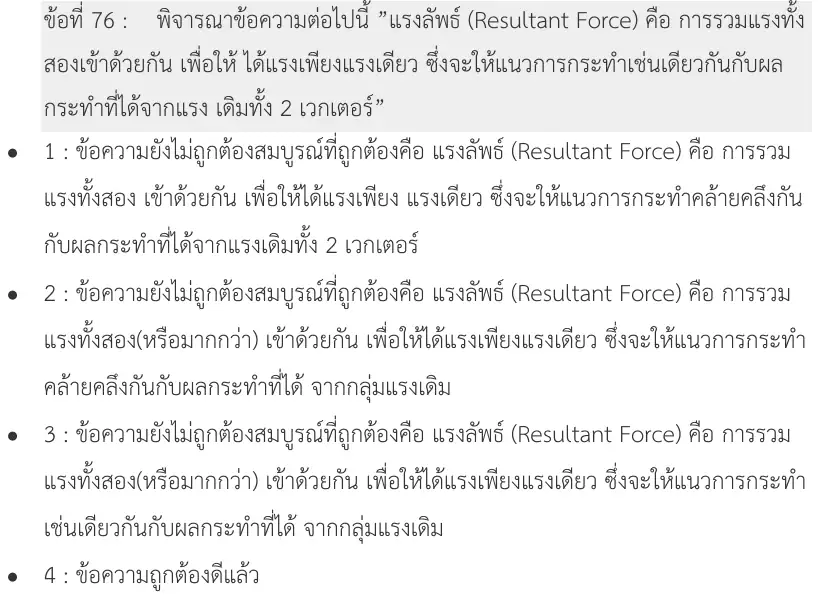 ข้อที่ 76 : พิจารณาข้อความต่อไปนี้ ”แรงลัพธ์ (Resultant Force) คือ การรวมแรงทั้ง
สองเข้าด้วยกัน เพื่อให้ ได้แรงเพียงแรงเดียว ซึ่งจะให้แนวการกระทำเช่นเดียวกันกับผล
กระทำที่ได้จากแรง เดิมทั้ง 2 เวกเตอร์”
• 1 : ข้อความยังไม่ถูกต้องสมบูรณ์ที่ถูกต้องคือ แรงลัพธ์ (Resultant Force) คือ การรวม
แรงทั้งสอง เข้าด้วยกัน เพื่อให้ได้แรงเพียง แรงเดียว ซึ่งจะให้แนวการกระทำคล้ายคลึงกัน
กับผลกระทำที่ได้จากแรงเดิมทั้ง 2 เวกเตอร์
• 2 : ข้อความยังไม่ถูกต้องสมบูรณ์ที่ถูกต้องคือ แรงลัพธ์ (Resultant Force) คือ การรวม
แรงทั้งสอง(หรือมากกว่า) เข้าด้วยกัน เพื่อให้ได้แรงเพียงแรงเดียว ซึ่งจะให้แนวการกระทำ
คล้ายคลึงกันกับผลกระทำที่ได้ จากกลุ่มแรงเดิม
• 3 : ข้อความยังไม่ถูกต้องสมบูรณ์ที่ถูกต้องคือ แรงลัพธ์ (Resultant Force) คือ การรวม
แรงทั้งสอง(หรือมากกว่า) เข้าด้วยกัน เพื่อให้ได้แรงเพียงแรงเดียว ซึ่งจะให้แนวการกระทำ
เช่นเดียวกันกับผลกระทำที่ได้ จากกลุ่มแรงเดิม
• 4 : ข้อความถูกต้องดีแล้ว